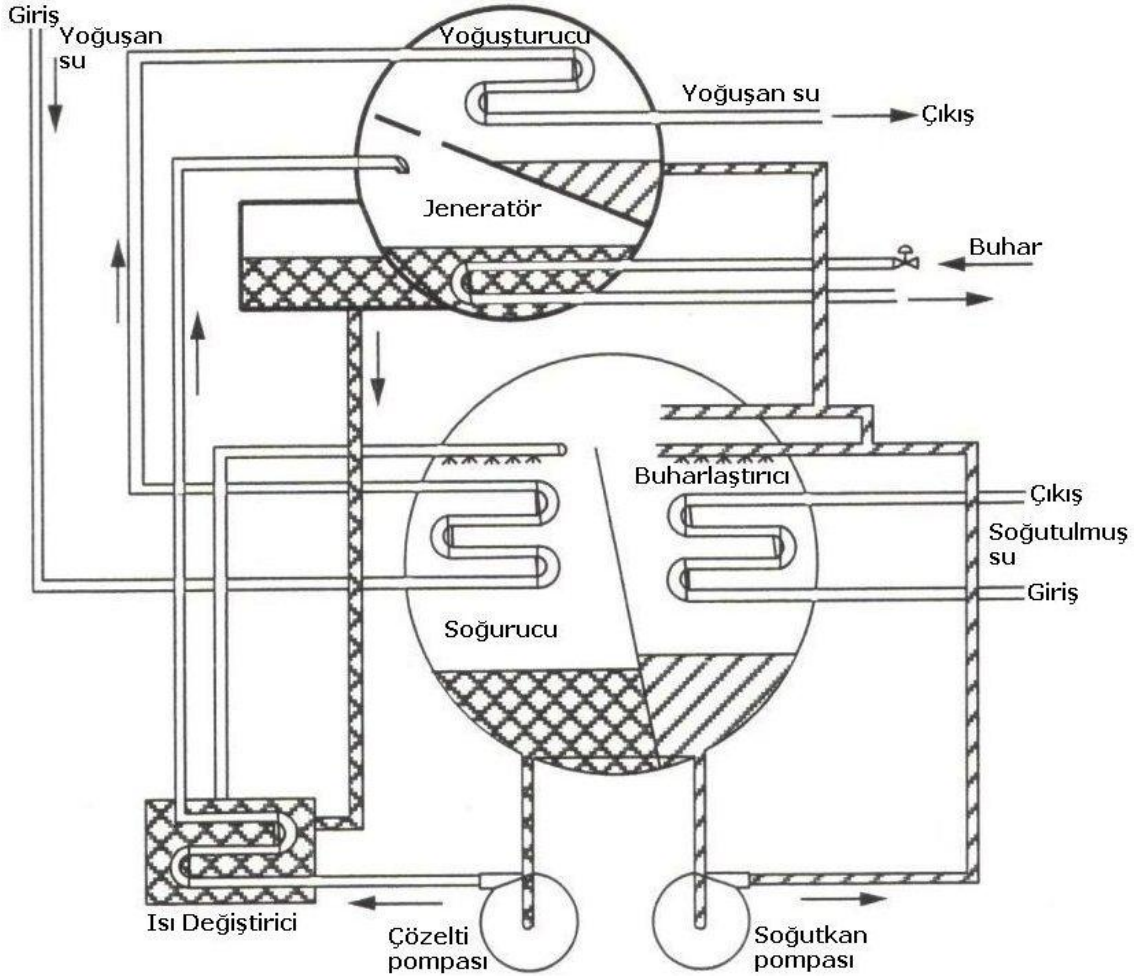 Giriş
Yoğuşan
su
Yoğuşturucu
Yoğuşan su
Çıkış
Jeneratör
Buhar
Buharlaştırıcı
Çıkış
Soğutulmuş
su
Giriş
Soğurucu
Isı Değiştirici
Çözelti
pompası
Soğutkan
pompası